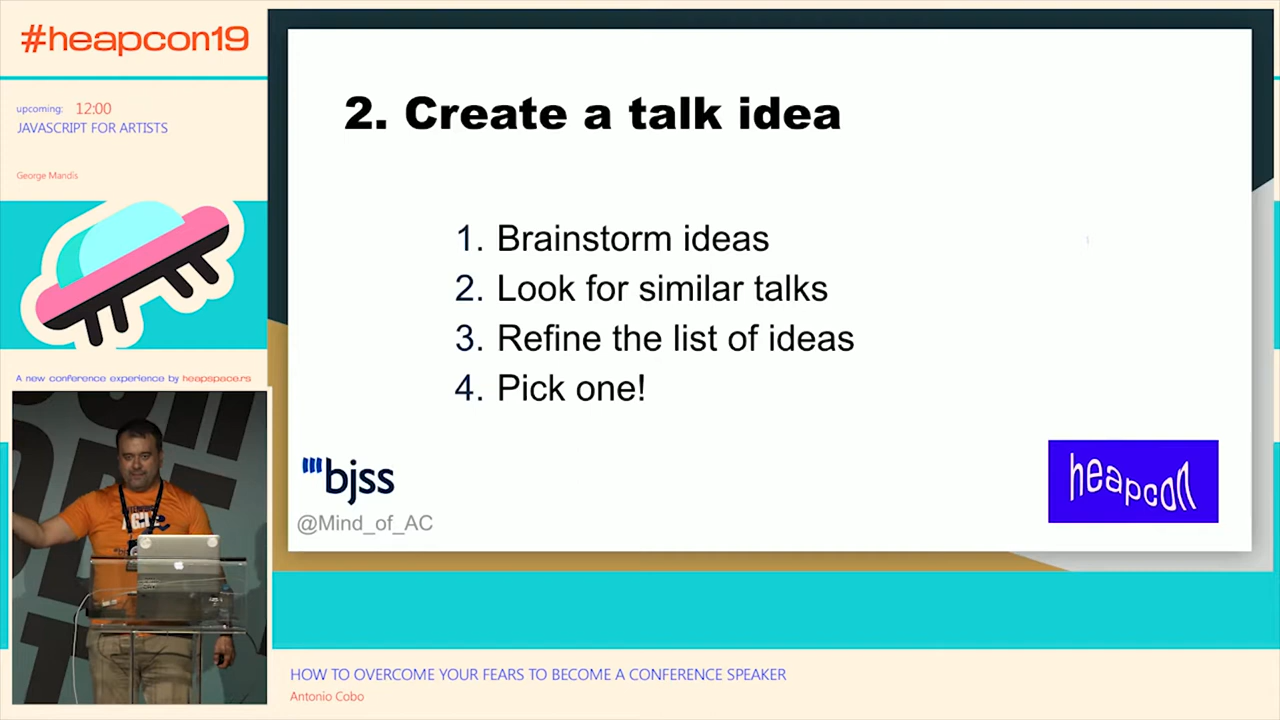 #heapcon19
upcoming: 12:00
JAVASCRIPT FOR ARTISTS
George Mandis
A new conference experience by heapspace.rs
2. Create a talk idea
1. Brainstorm ideas
2. Look for similar talks
3. Refine the list of ideas
4. Pick one!
bjss
@Mind_of_AC
heapcon
HOW TO OVERCOME YOUR FEARS TO BECOME A CONFERENCE SPEAKER
Antonio Cobo